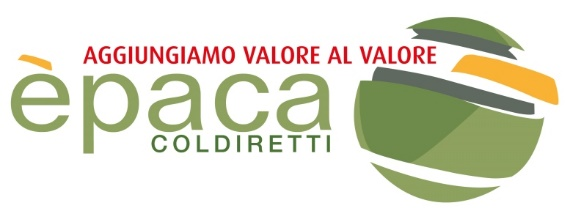 AGGIUNGIAMO VALORE AL VALORE
èpaca
COLDIRETTI